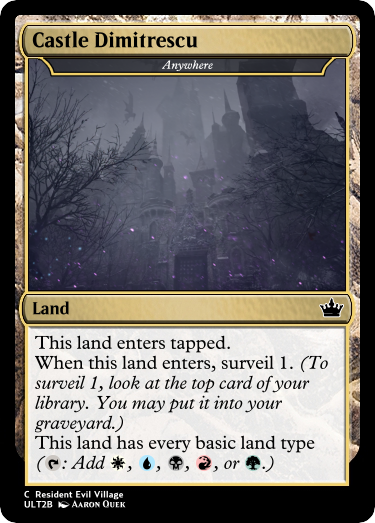 Castle Dimitrescu
Anywhere
Land
This land enters tapped.
When this land enters, surveil 1. (To
surveil 1, look at the top card of your
library. You may put it into your
graveyard.)
This land has every basic land type
(: Add , , , , or .)
C Resident Evil Village
ULT2B Aaron Quek